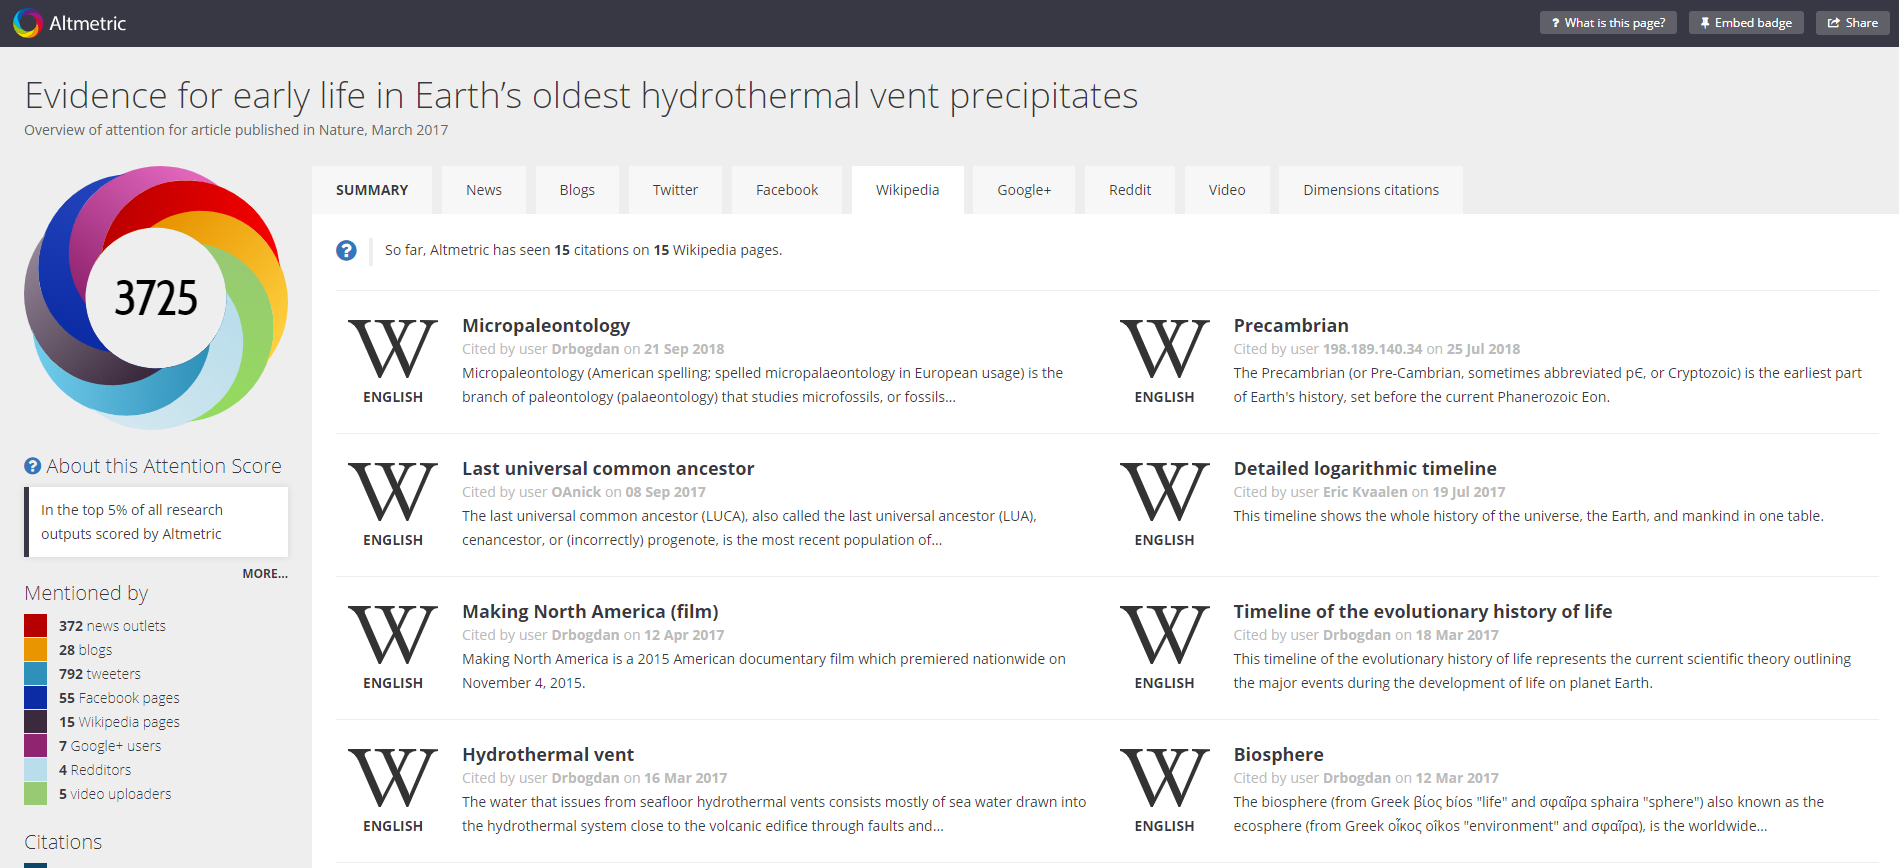 Altmetric
What is this page?
Embed badge
Share
Evidence for early life in Earth’s oldest hydrothermal vent precipitates
Overview of attention for article published in Nature, March 2017
3725
SUMMARY
News
Blogs
Twitter
Facebook
Wikipedia
Google+
Reddit
Video
Dimensions citations
So far, Altmetric has seen 15 citations on 15 Wikipedia pages.
About this Attention Score
In the top 5% of all research
outputs scored by Altmetric
MORE...
Mentioned by
372 news outlets
28 blogs
792 tweeters
55 Facebook pages
15 Wikipedia pages
7 Google+ users
4 Redditors
5 video uploaders
Citations
W
ENGLISH
Micropaleontology
Cited by user Drbogdan on 21 Sep 2018
Micropaleontology (American spelling; spelled micropalaeontology in European usage) is the
branch of paleontology (palaeontology) that studies microfossils, or fossils...
W
ENGLISH
Precambrian
Cited by user 198.189.140.34 on 25 Jul 2018
The Precambrian (or Pre-Cambrian, sometimes abbreviated pЄ, or Cryptozoic) is the earliest part
of Earth's history, set before the current Phanerozoic Eon.
W
ENGLISH
Last universal common ancestor
Cited by user OAnick on 08 Sep 2017
The last universal common ancestor (LUCA), also called the last universal ancestor (LUA),
cenancestor, or (incorrectly) progenote, is the most recent population of...
W
ENGLISH
Detailed logarithmic timeline
Cited by user Eric Kvaalen on 19 Jul 2017
This timeline shows the whole history of the universe, the Earth, and mankind in one table.
W
ENGLISH
Making North America (film)
Cited by user Drbogdan on 12 Apr 2017
Making North America is a 2015 American documentary film which premiered nationwide on
November 4, 2015.
W
ENGLISH
Timeline of the evolutionary history of life
Cited by user Drbogdan on 18 Mar 2017
This timeline of the evolutionary history of life represents the current scientific theory outlining
the major events during the development of life on planet Earth.
W
ENGLISH
Hydrothermal vent
Cited by user Drbogdan on 16 Mar 2017
The water that issues from seafloor hydrothermal vents consists mostly of sea water drawn into
the hydrothermal system close to the volcanic edifice through faults and...
W
ENGLISH
Biosphere
Cited by user Drbogdan on 12 Mar 2017
The biosphere (from Greek βίος bíos "life" and σφαῖρα sphaira "sphere") also known as the
ecosphere (from Greek οἶκος oîkos "environment" and σφαῖρα), is the worldwide...